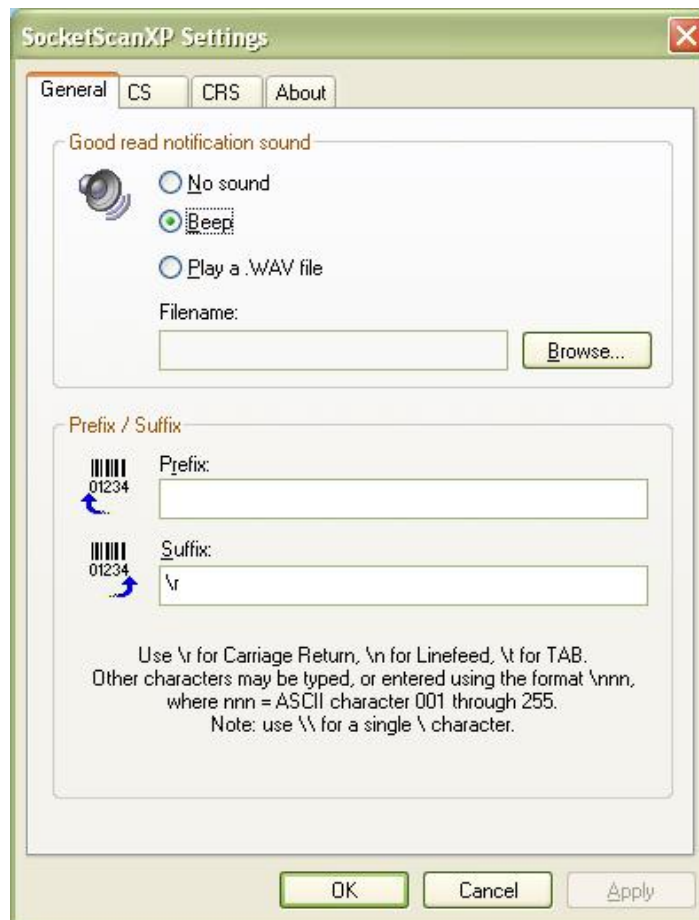 SocketScanXP Settings
General CS CRS About
Good read notification sound
No sound
Beep
Play a .WAV file
Filename:
Browse...
Prefix / Suffix
01234
Prefix:
01234
Suffix:
\r
Use \r for Carriage Return, \n for Linefeed, \t for TAB.
Other characters may be typed, or entered using the format \nnn,
where nnn = ASCII character 001 through 255.
Note: use \\ for a single \ character.
OK Cancel Apply